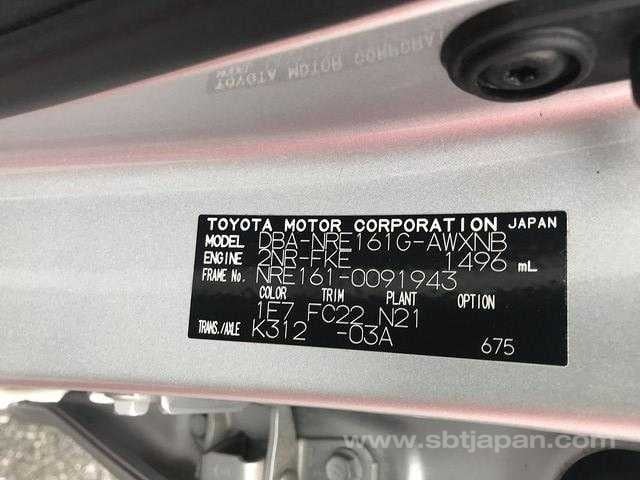 TOYOTA MOTOR CORPORATION JAPAN
MODEL DBA-NRE161G-AWXNB
ENGINE 2NR-FKE 1496 mL
FRAME No. NRE161-0091943
COLOR TRIM PLANT OPTION
1E7 FC22 N21
TRANS./AXLE K312 -03A
675
www.sbtjapan.com